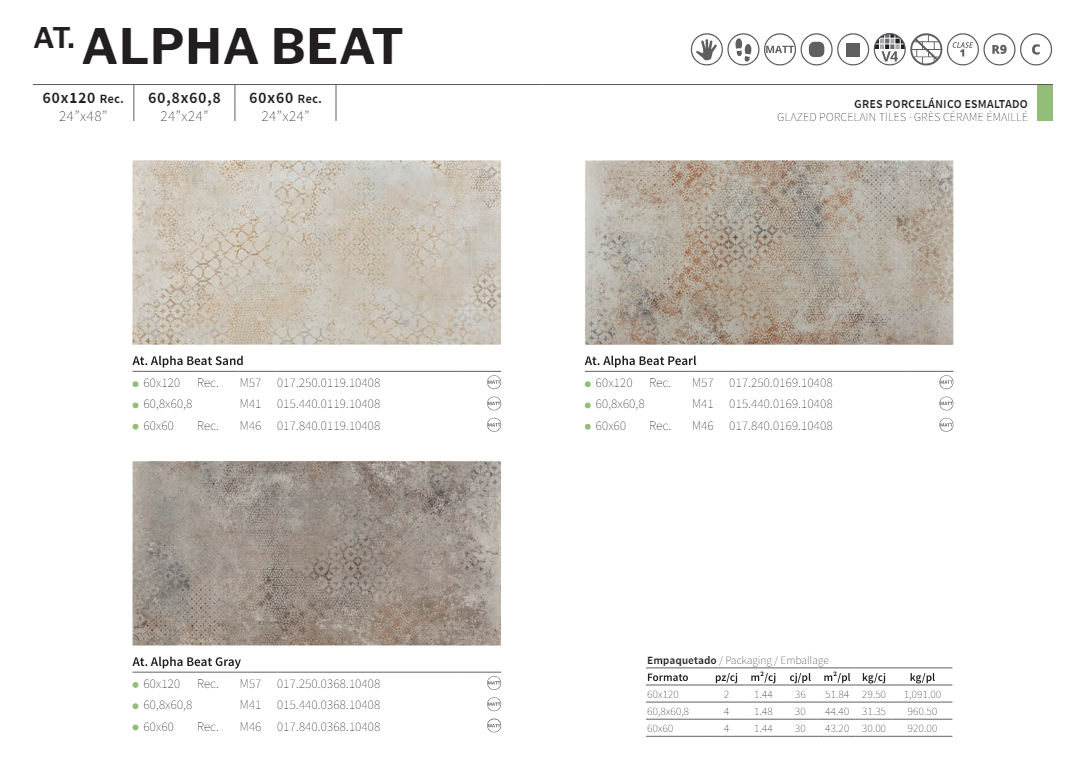 AT. ALPHA BEAT
MATT V4 CLASE 1 R9 C
60x120 Rec. 60,8x60,8 60x60 Rec.
24”x48” 24”x24” 24”x24”
GRES PORCELÁNICO ESMALTADO
GLAZED PORCELAIN TILES · GRÈS CÉRAME ÉMAILLÉ
At. Alpha Beat Sand
60x120 Rec. M57 017.250.0119.10408 MATT
60,8x60,8 M41 015.440.0119.10408 MATT
60x60 Rec. M46 017.840.0119.10408 MATT
At. Alpha Beat Pearl
60x120 Rec. M57 017.250.0169.10408 MATT
60,8x60,8 M41 015.440.0169.10408 MATT
60x60 Rec. M46 017.840.0169.10408 MATT
At. Alpha Beat Gray
60x120 Rec. M57 017.250.0368.10408 MATT
60,8x60,8 M41 015.440.0368.10408 MATT
60x60 Rec. M46 017.840.0368.10408 MATT
Empaquetado / Packaging / Emballage
Formato pz/cj m²/cj cj/pl m²/pl kg/cj kg/pl
60x120 2 1.44 36 51.84 29.50 1,091.00
60,8x60,8 4 1.48 30 44.40 31.35 960.50
60x60 4 1.44 30 43.20 30.00 920.00